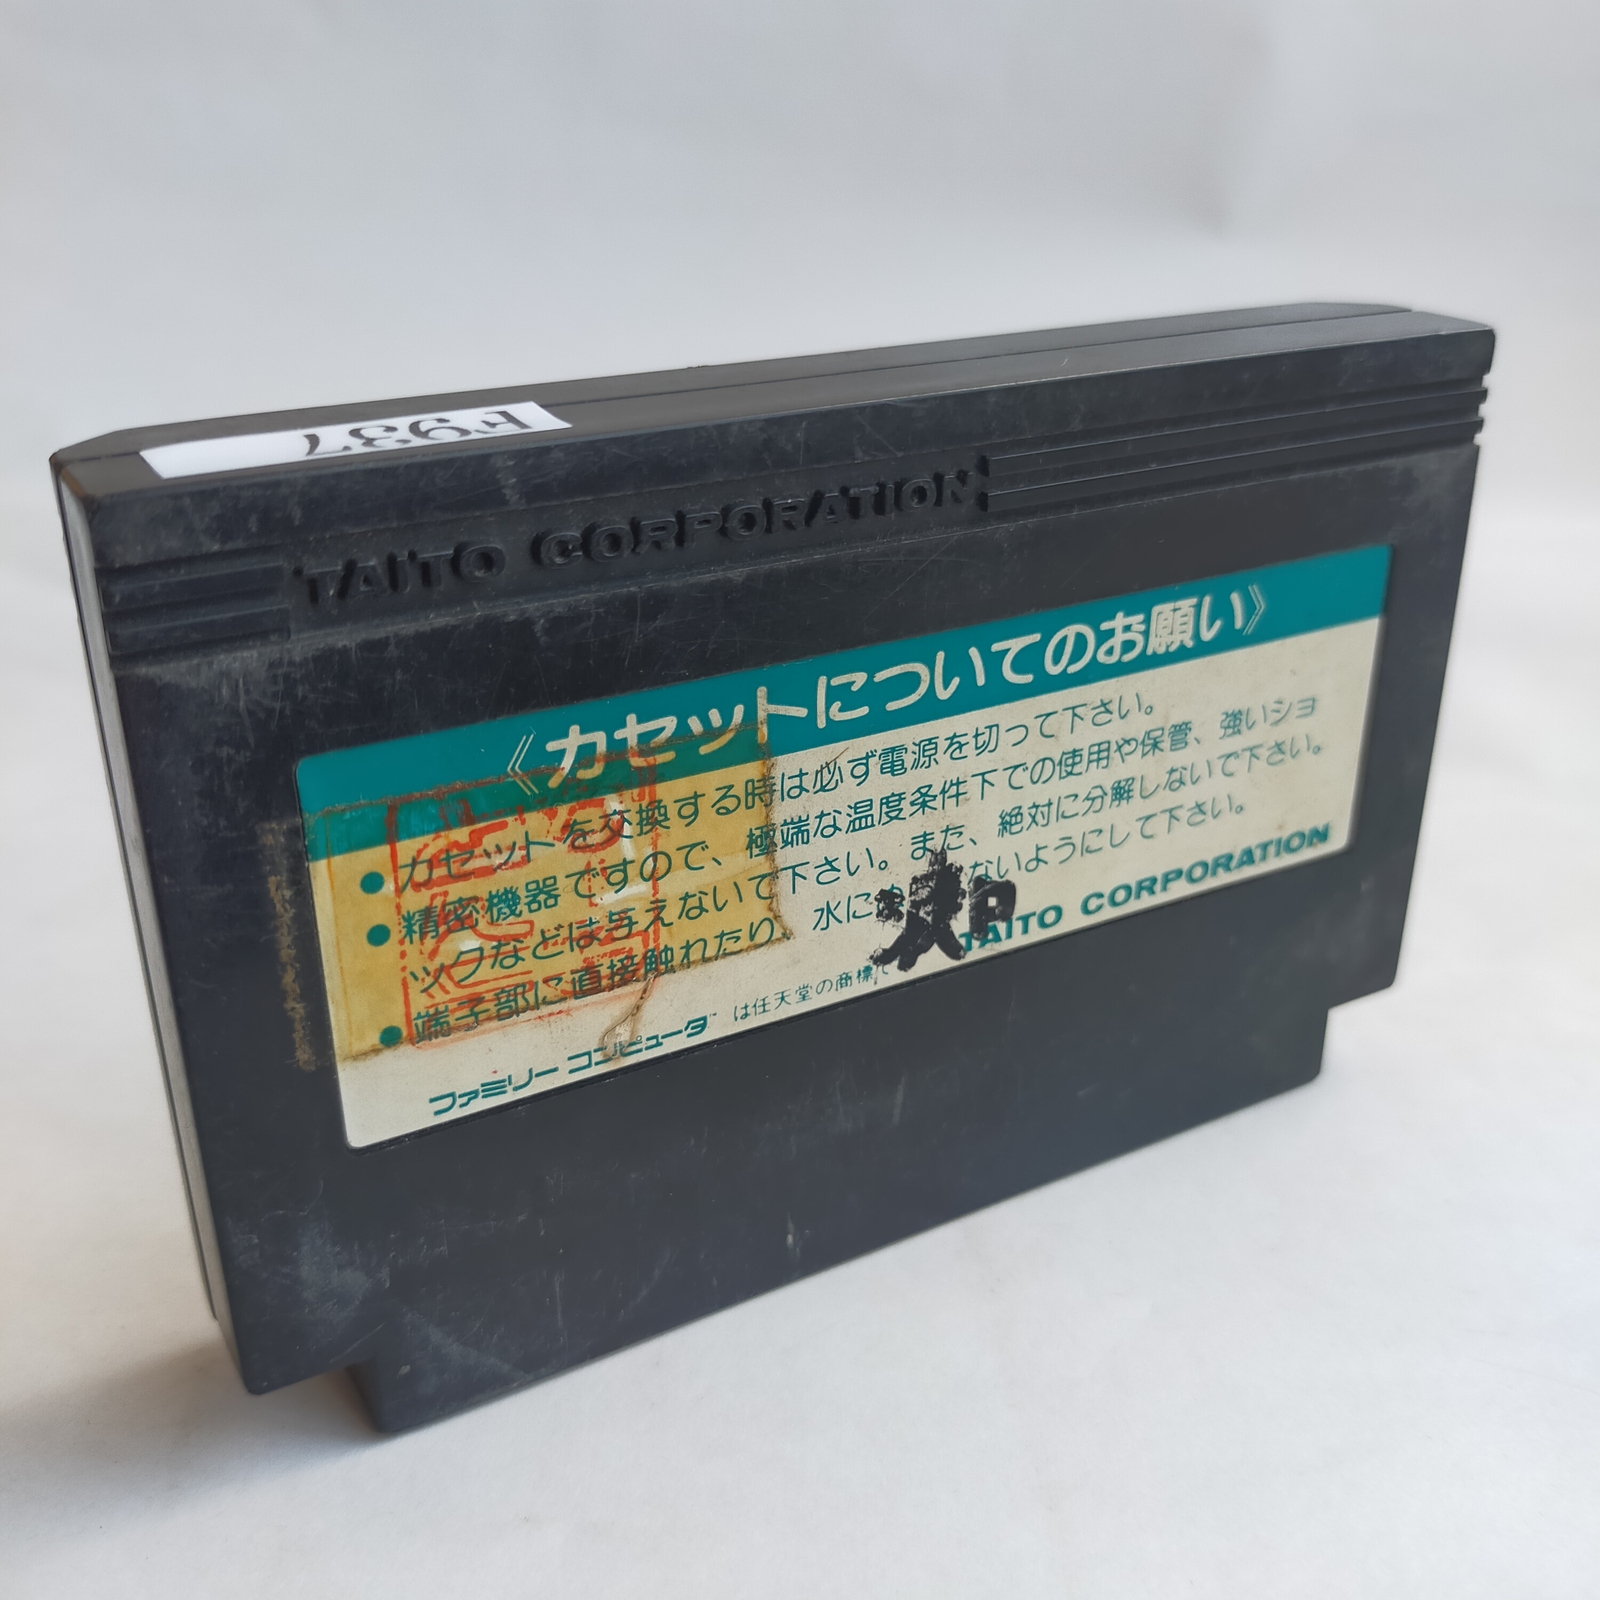 F937
TAITO CORPORATION
《カセットについてのお願い》
●カセットを交換する時は必ず電源を切って下さい。
●精密機器ですので、極端な温度条件下での使用や保管、強いショ
ックなどは与えないで下さい。また、絶対に分解しないで下さい。
●端子部に直接触れたり、水に ないようにして下さい。
ファミリーコンピュータ™は任天堂の商標
TAITO CORPORATION